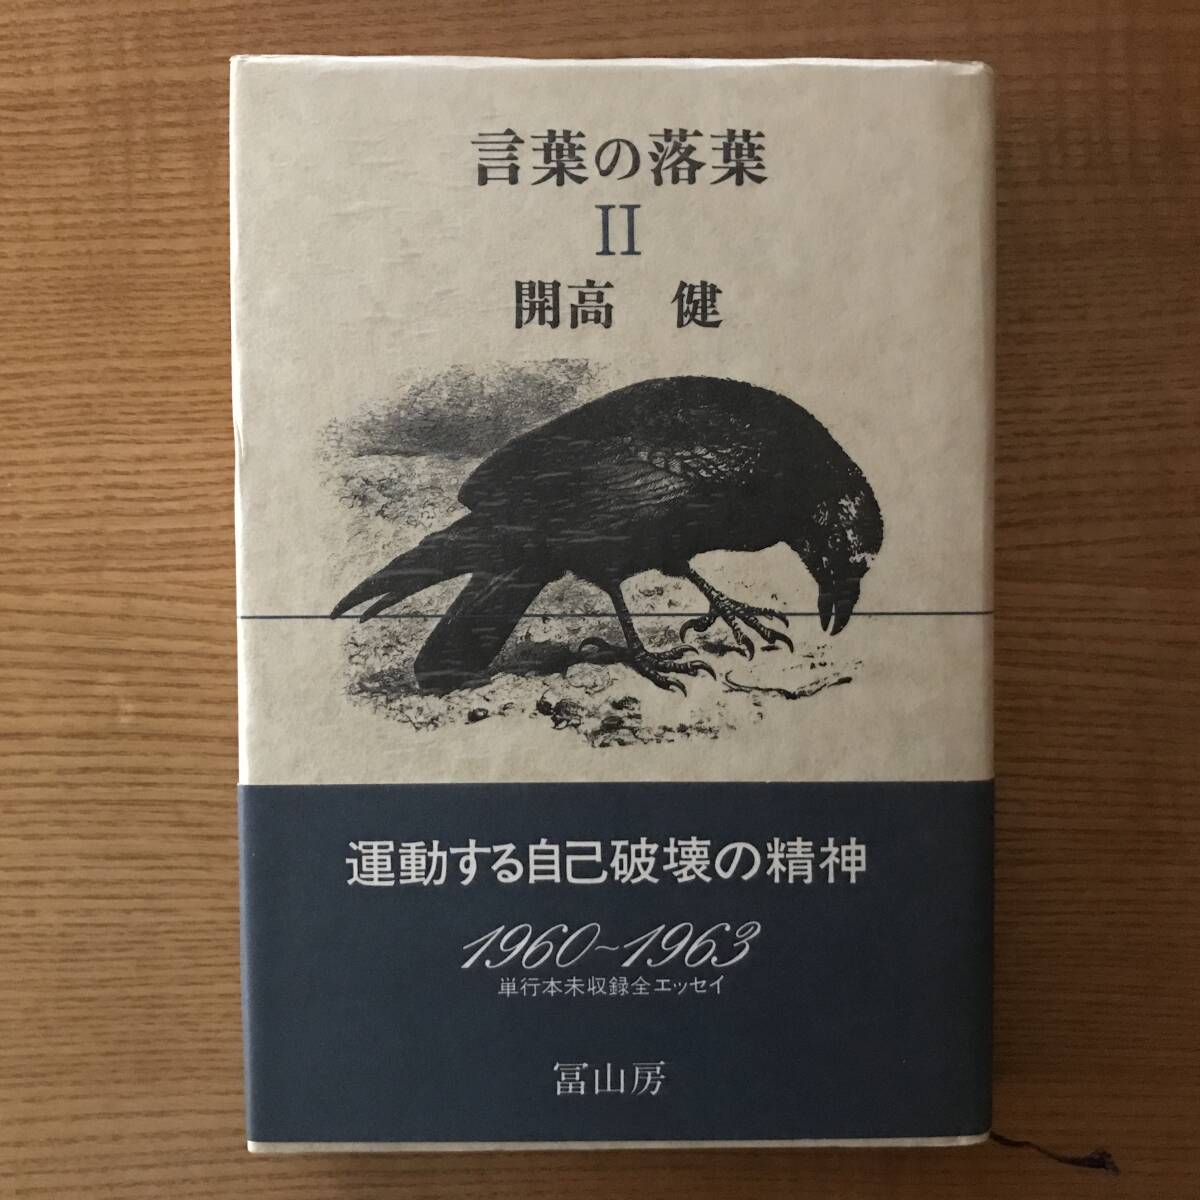 言葉の落葉
II
開高 健
運動する自己破壊の精神
1960~1963
単行本未収録全エッセイ
冨山房